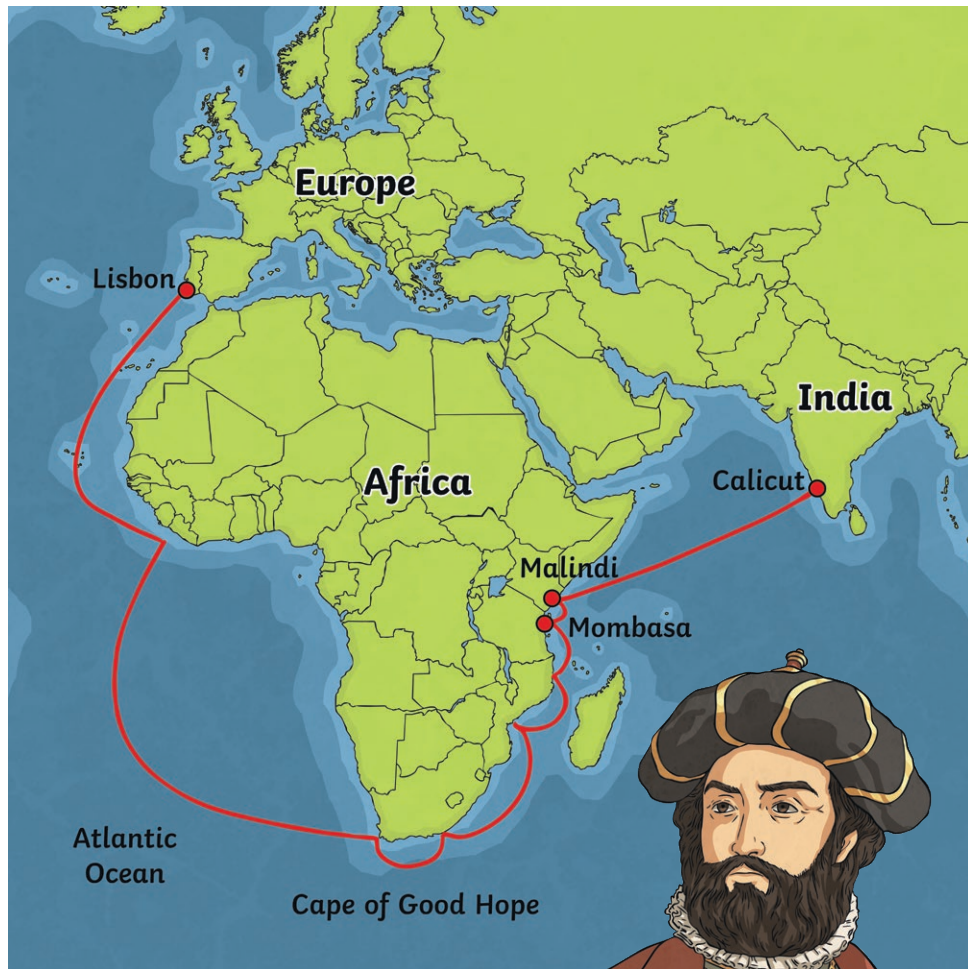 Europe
Lisbon
India
Africa
Calicut
Malindi
Mombasa
Atlantic
Ocean
Cape of Good Hope